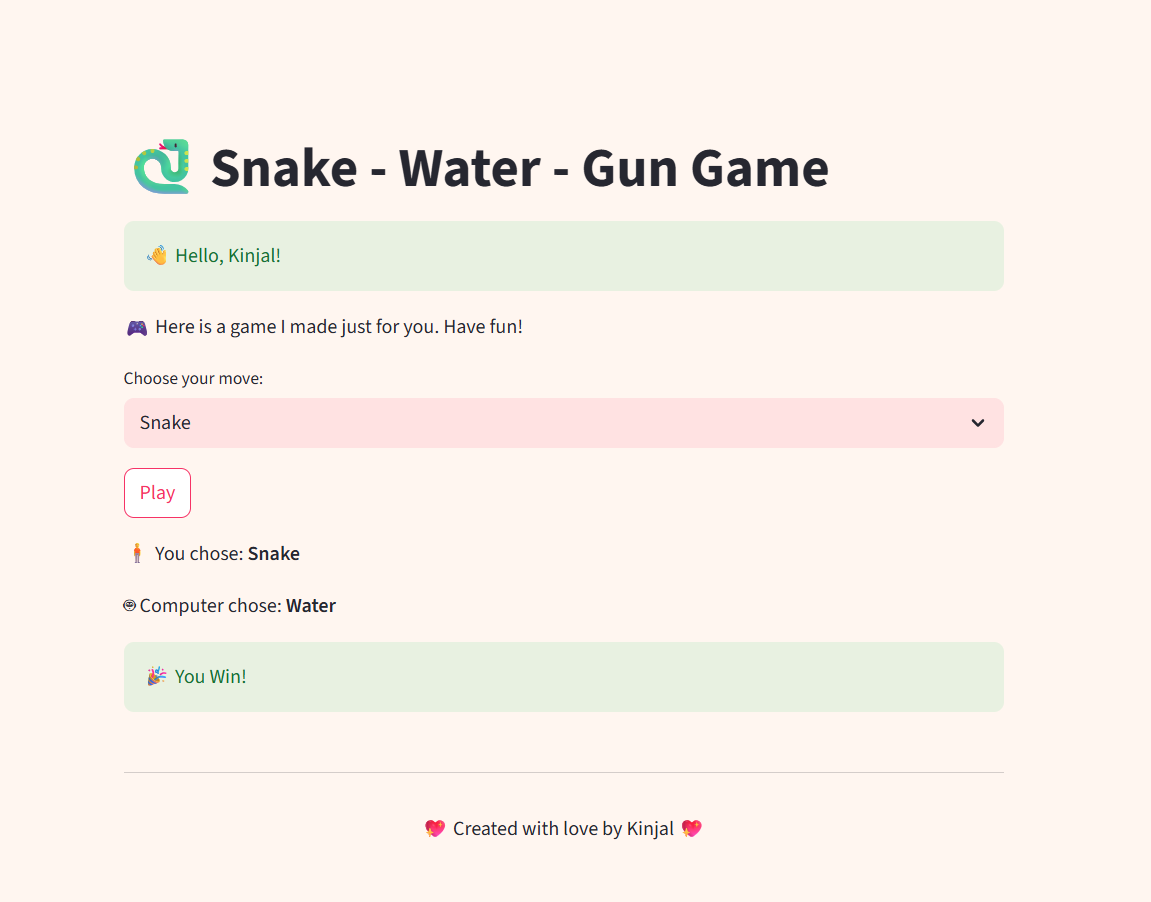 🐍 Snake - Water - Gun Game
👋 Hello, Kinjal!
🎮 Here is a game I made just for you. Have fun!
Choose your move:
Snake
Play
🧍 You chose: Snake
Computer chose: Water
🎉 You Win!
💖 Created with love by Kinjal 💖